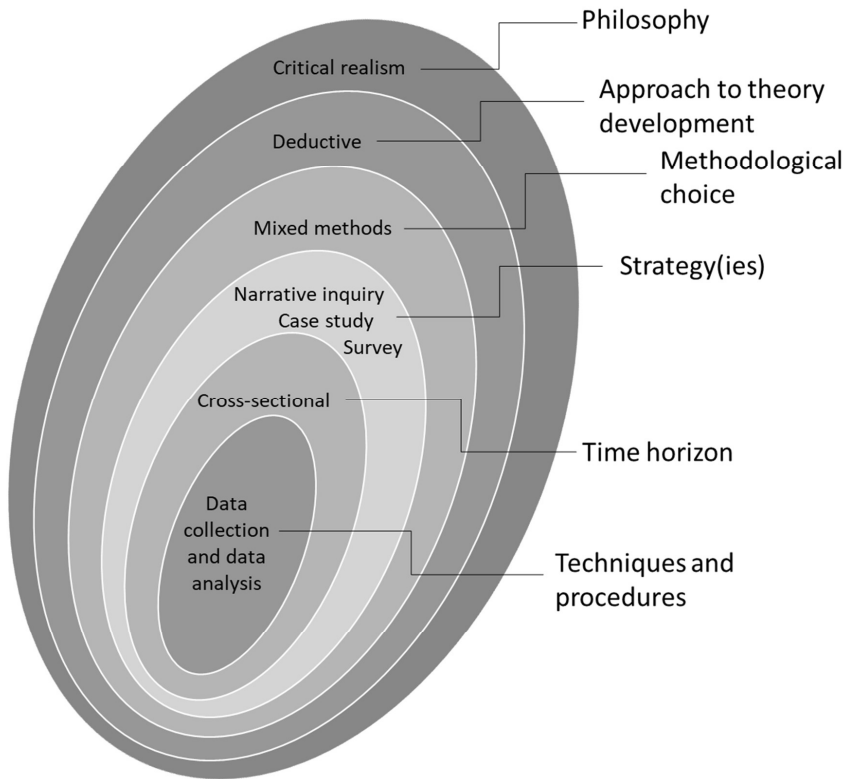 Philosophy
Critical realism
Approach to theory
development
Deductive
Methodological
choice
Mixed methods
Strategy(ies)
Narrative inquiry
Case study
Survey
Cross-sectional
Time horizon
Data
collection
and data
analysis
Techniques and
procedures